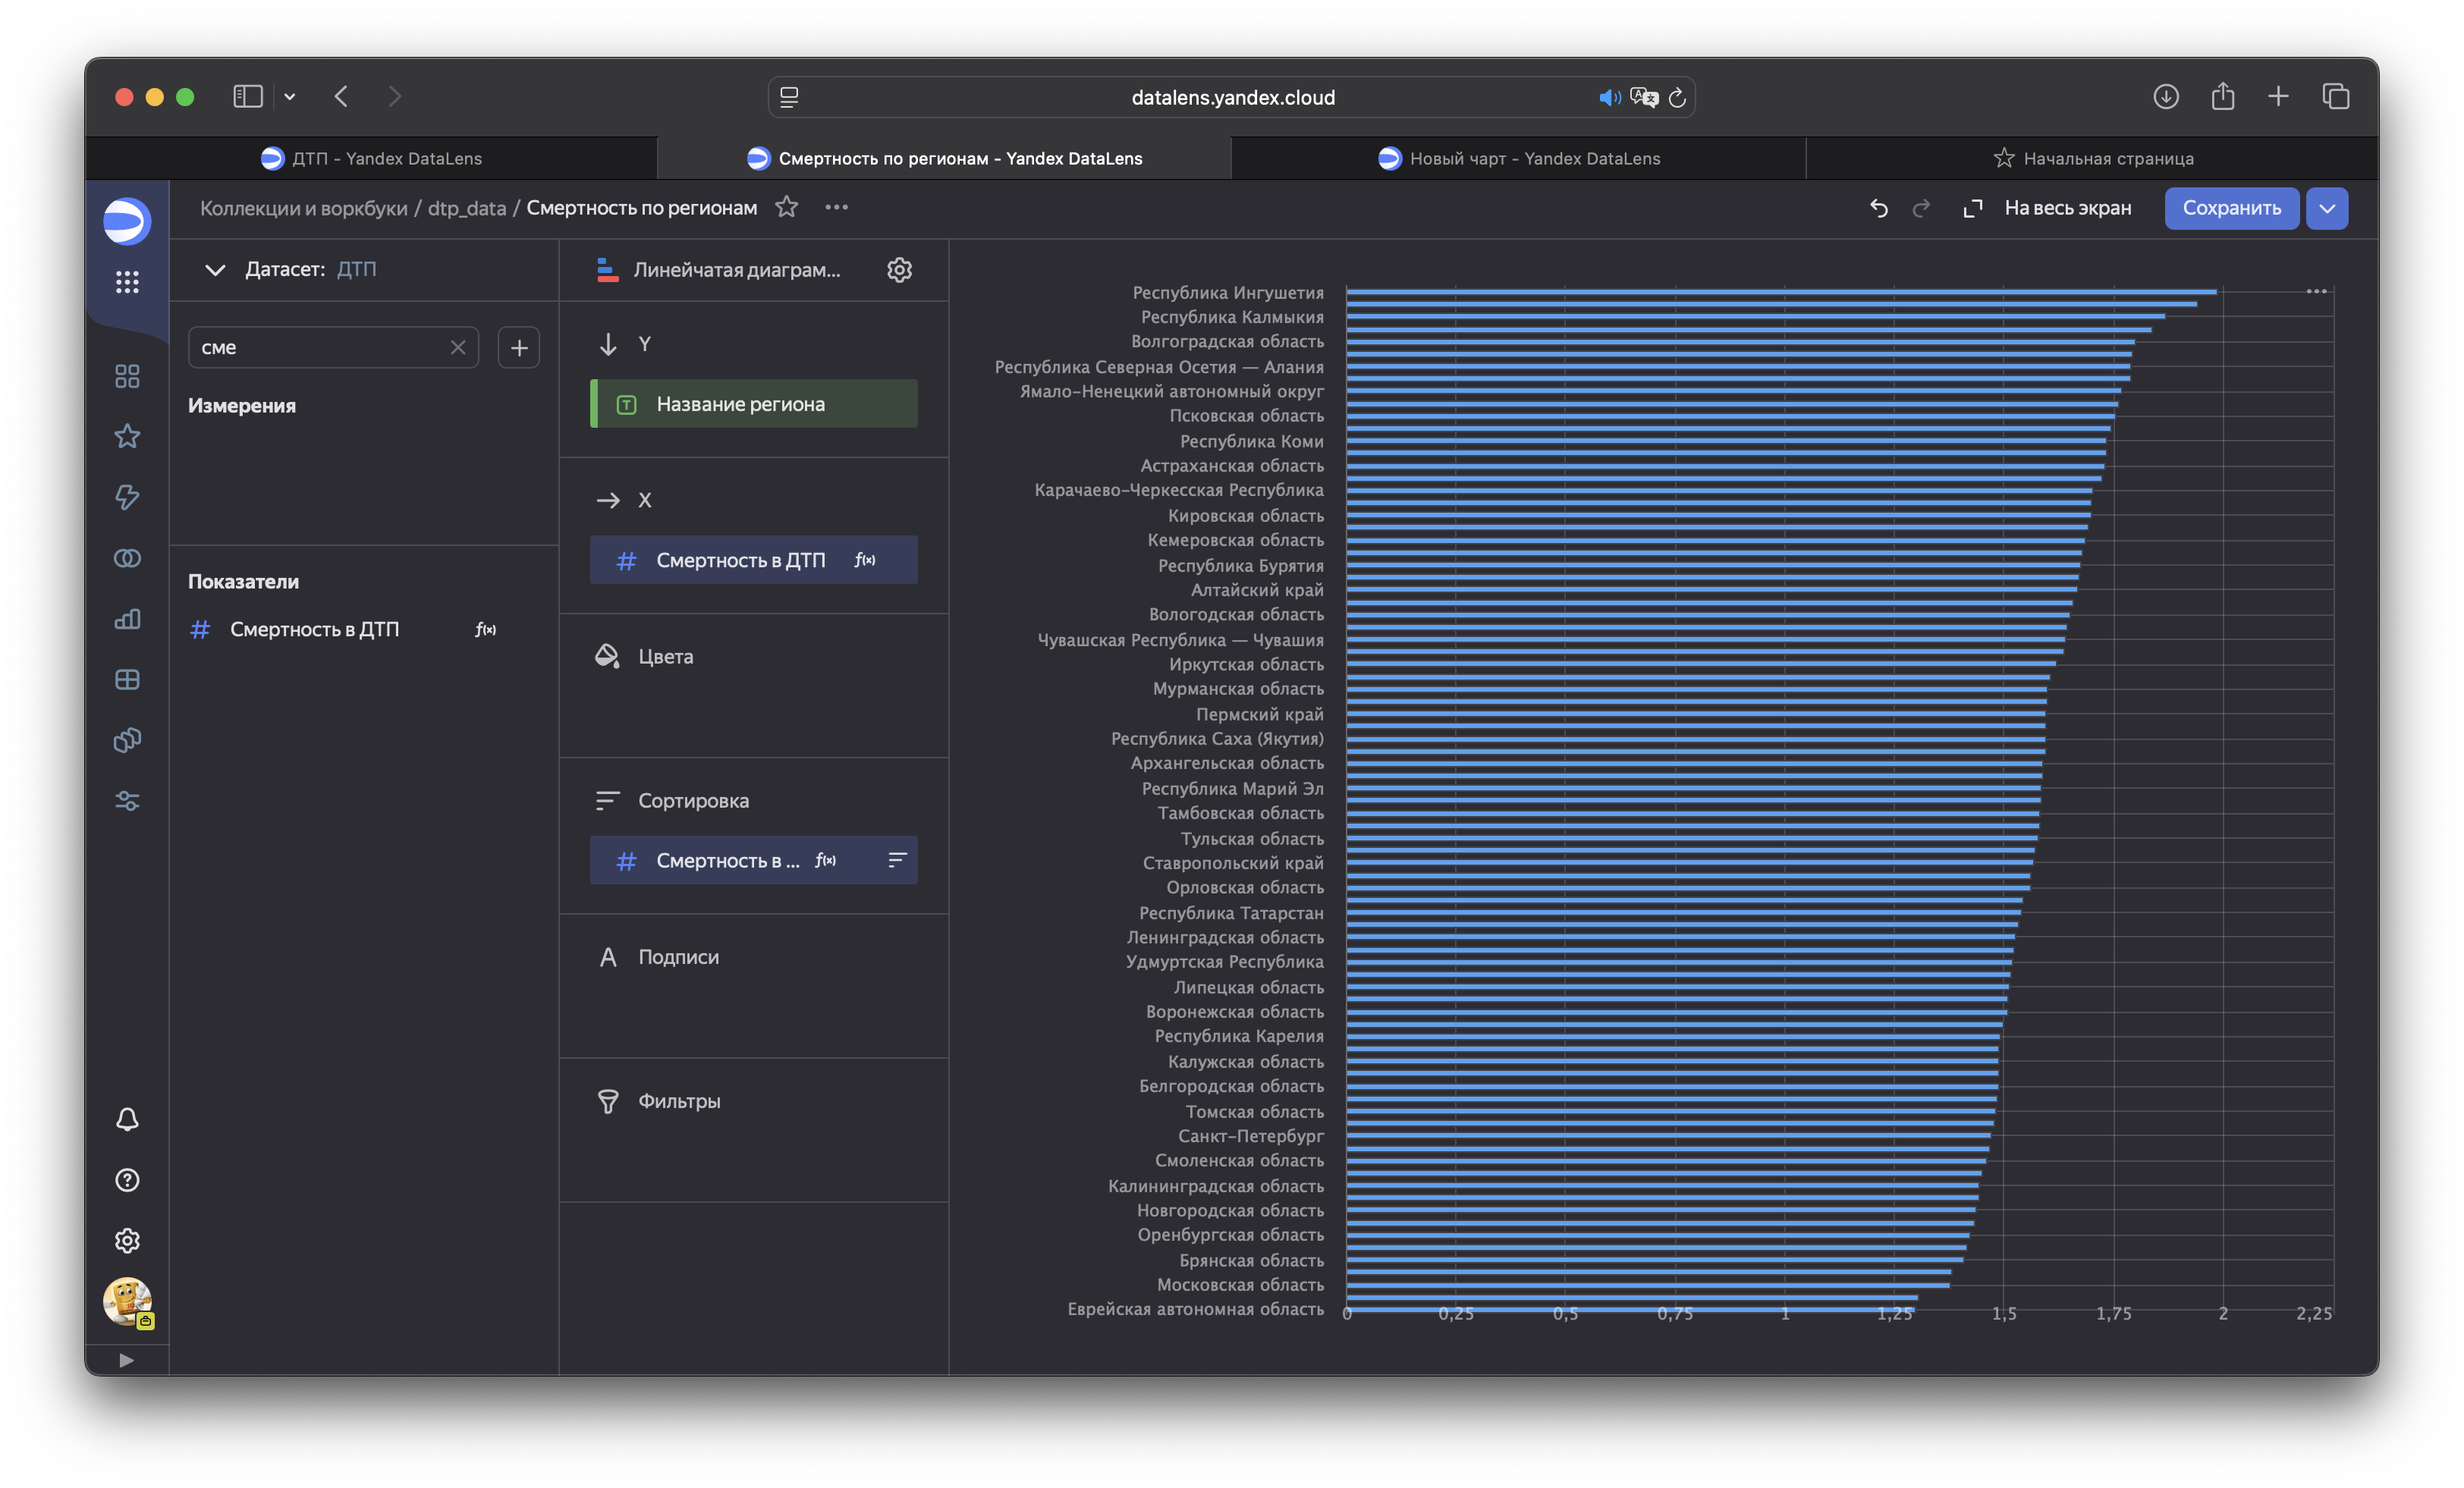 datalens.yandex.cloud
ДТП - Yandex DataLens
Смертность по регионам - Yandex DataLens
Новый чарт - Yandex DataLens
Начальная страница
Коллекции и воркбуки / dtp_data / Смертность по регионам
На весь экран
Сохранить
Датасет: ДТП
сме
Измерения
Показатели
# Смертность в ДТП f(x)
Линейчатая диаграм...
Y
Название региона
X
# Смертность в ДТП f(x)
Цвета
Сортировка
# Смертность в ... f(x)
Подписи
Фильтры
Республика Ингушетия
Республика Калмыкия
Волгоградская область
Республика Северная Осетия — Алания
Ямало-Ненецкий автономный округ
Псковская область
Республика Коми
Астраханская область
Карачаево-Черкесская Республика
Кировская область
Кемеровская область
Республика Бурятия
Алтайский край
Вологодская область
Чувашская Республика — Чувашия
Иркутская область
Мурманская область
Пермский край
Республика Саха (Якутия)
Архангельская область
Республика Марий Эл
Тамбовская область
Тульская область
Ставропольский край
Орловская область
Республика Татарстан
Ленинградская область
Удмуртская Республика
Липецкая область
Воронежская область
Республика Карелия
Калужская область
Белгородская область
Томская область
Санкт-Петербург
Смоленская область
Калининградская область
Новгородская область
Оренбургская область
Брянская область
Московская область
Еврейская автономная область
0 0,25 0,5 0,75 1 1,25 1,5 1,75 2 2,25